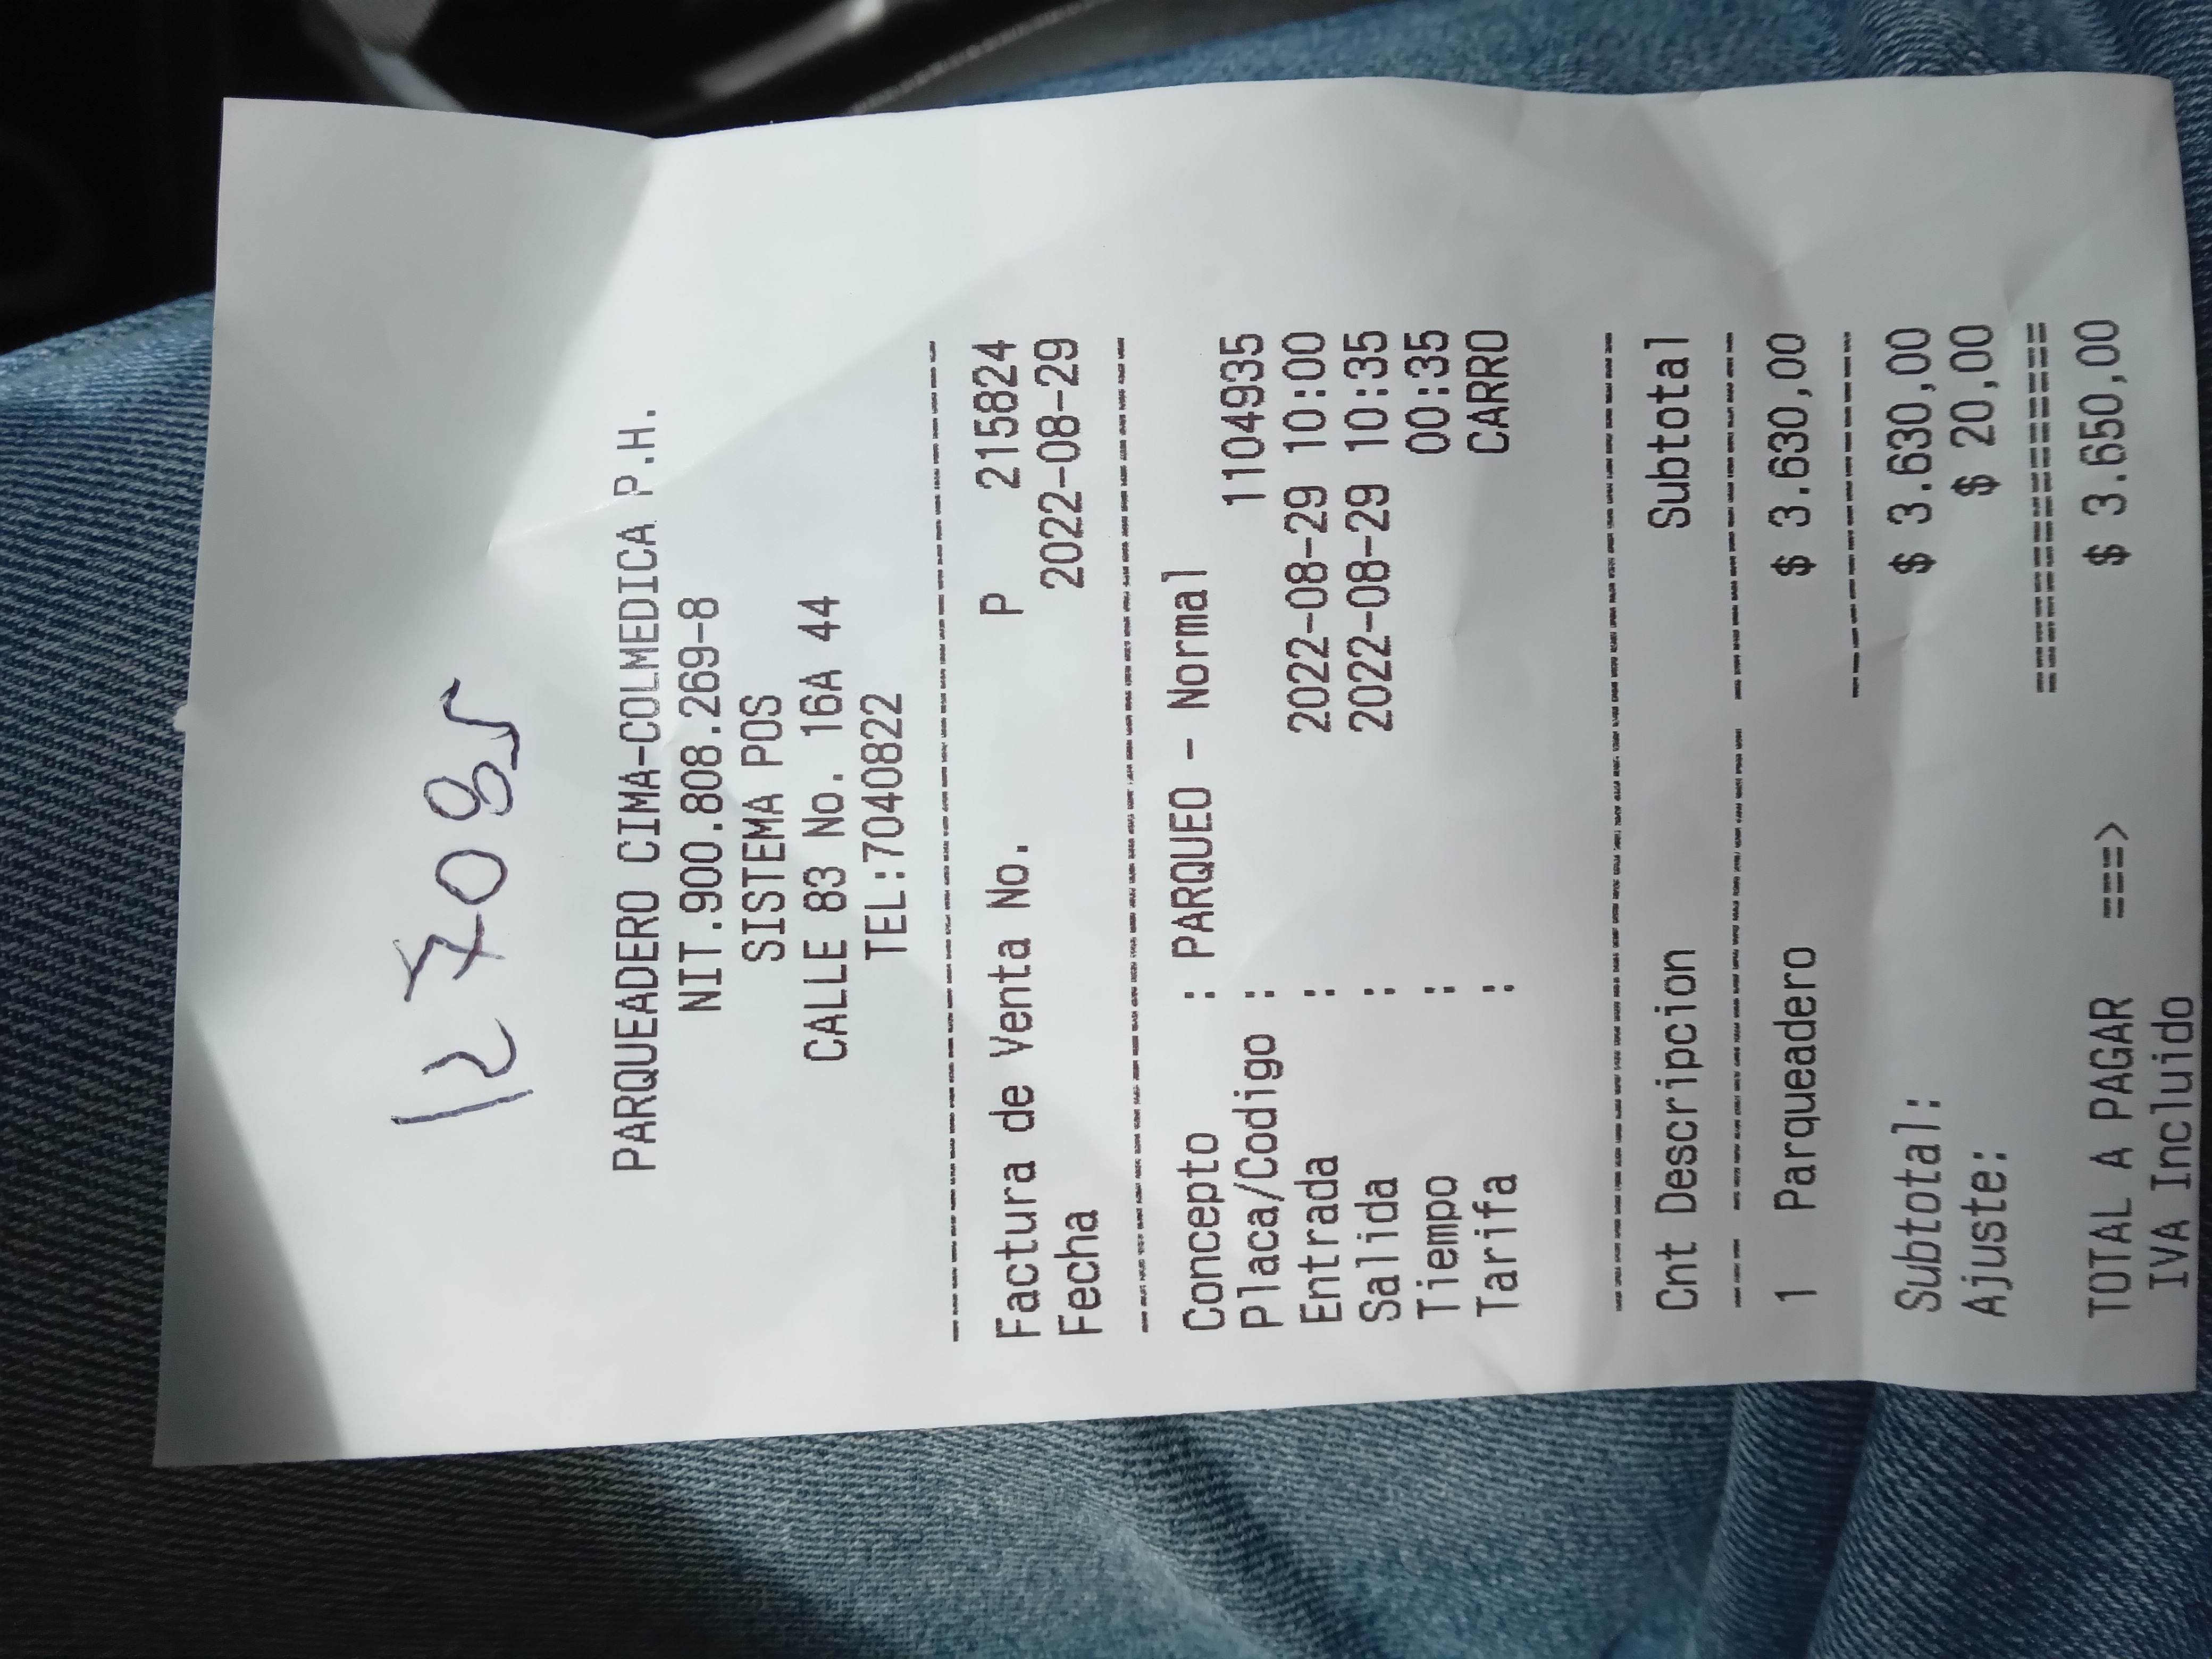 127085
PARQUEADERO CIMA-COLMEDICA P.H.
NIT.900.808.269-8
SISTEMA POS
CALLE 83 No. 16A 44
TEL:7040822
--------------------------------
Factura de Venta No. P 215824
Fecha 2022-08-29
--------------------------------
Concepto : PARQUEO - Normal
Placa/Codigo : 1104935
Entrada : 2022-08-29 10:00
Salida : 2022-08-29 10:35
Tiempo : 00:35
Tarifa : CARRO
--------------------------------
Cnt Descripcion Subtotal
--- ---------------- ------------
1 Parqueadero $ 3.630,00
------------
Subtotal: $ 3.630,00
Ajuste: $ 20,00
============
TOTAL A PAGAR ===> $ 3.650,00
IVA Incluido